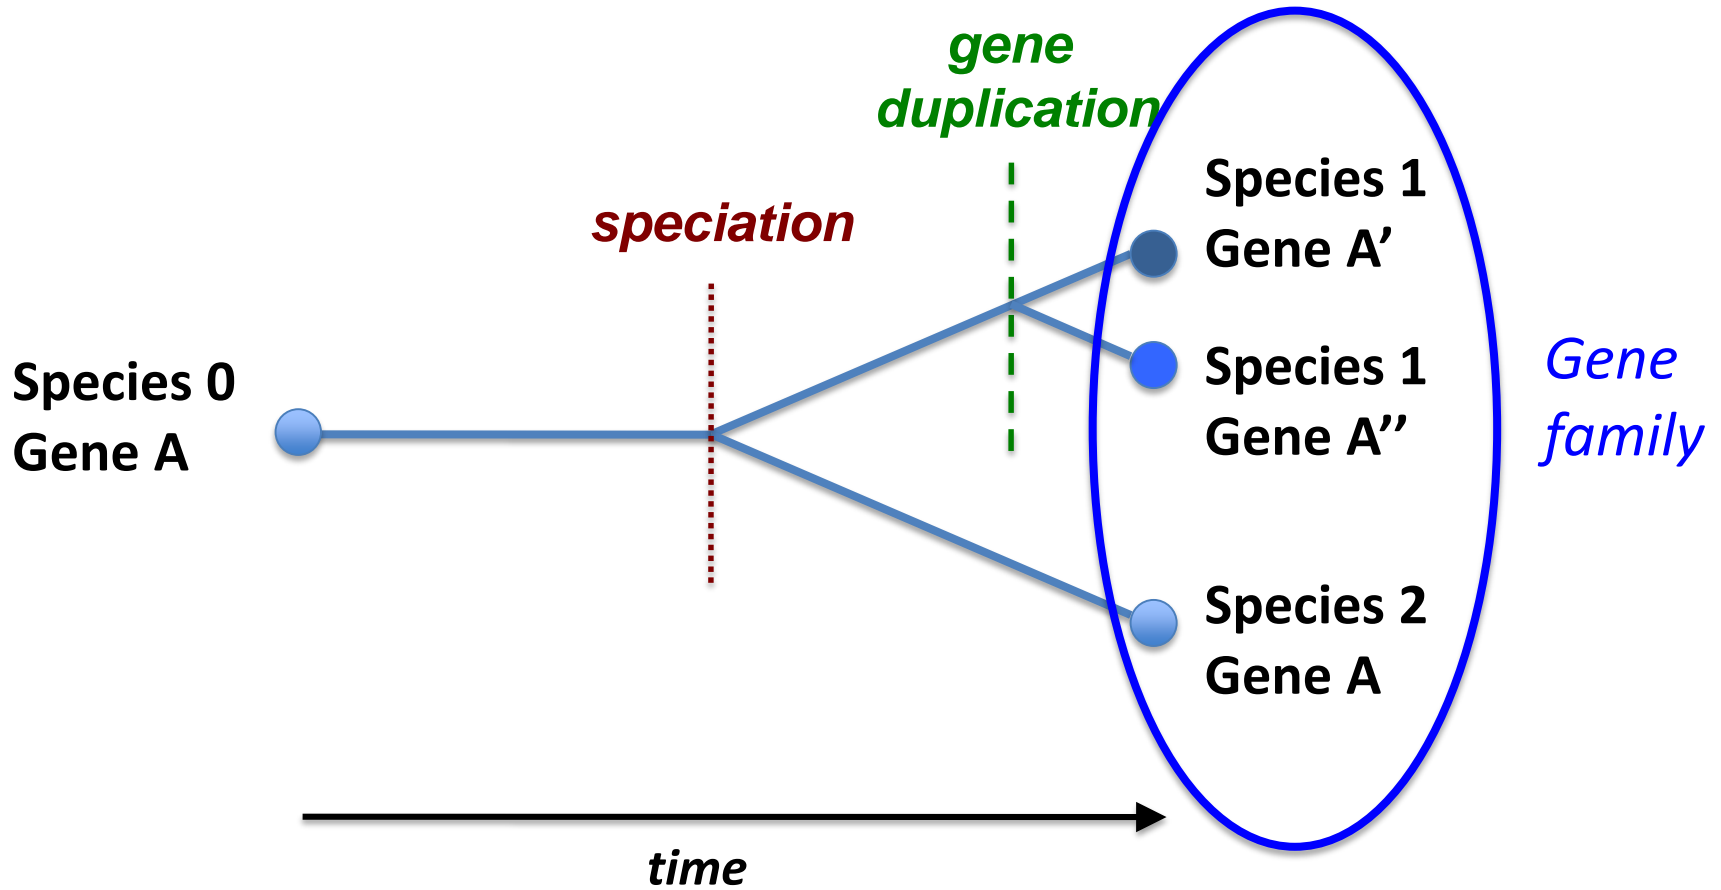 gene
duplication
speciation
Species 1
Gene A’
Species 1
Gene A’’
Species 0
Gene A
Gene
family
Species 2
Gene A
time